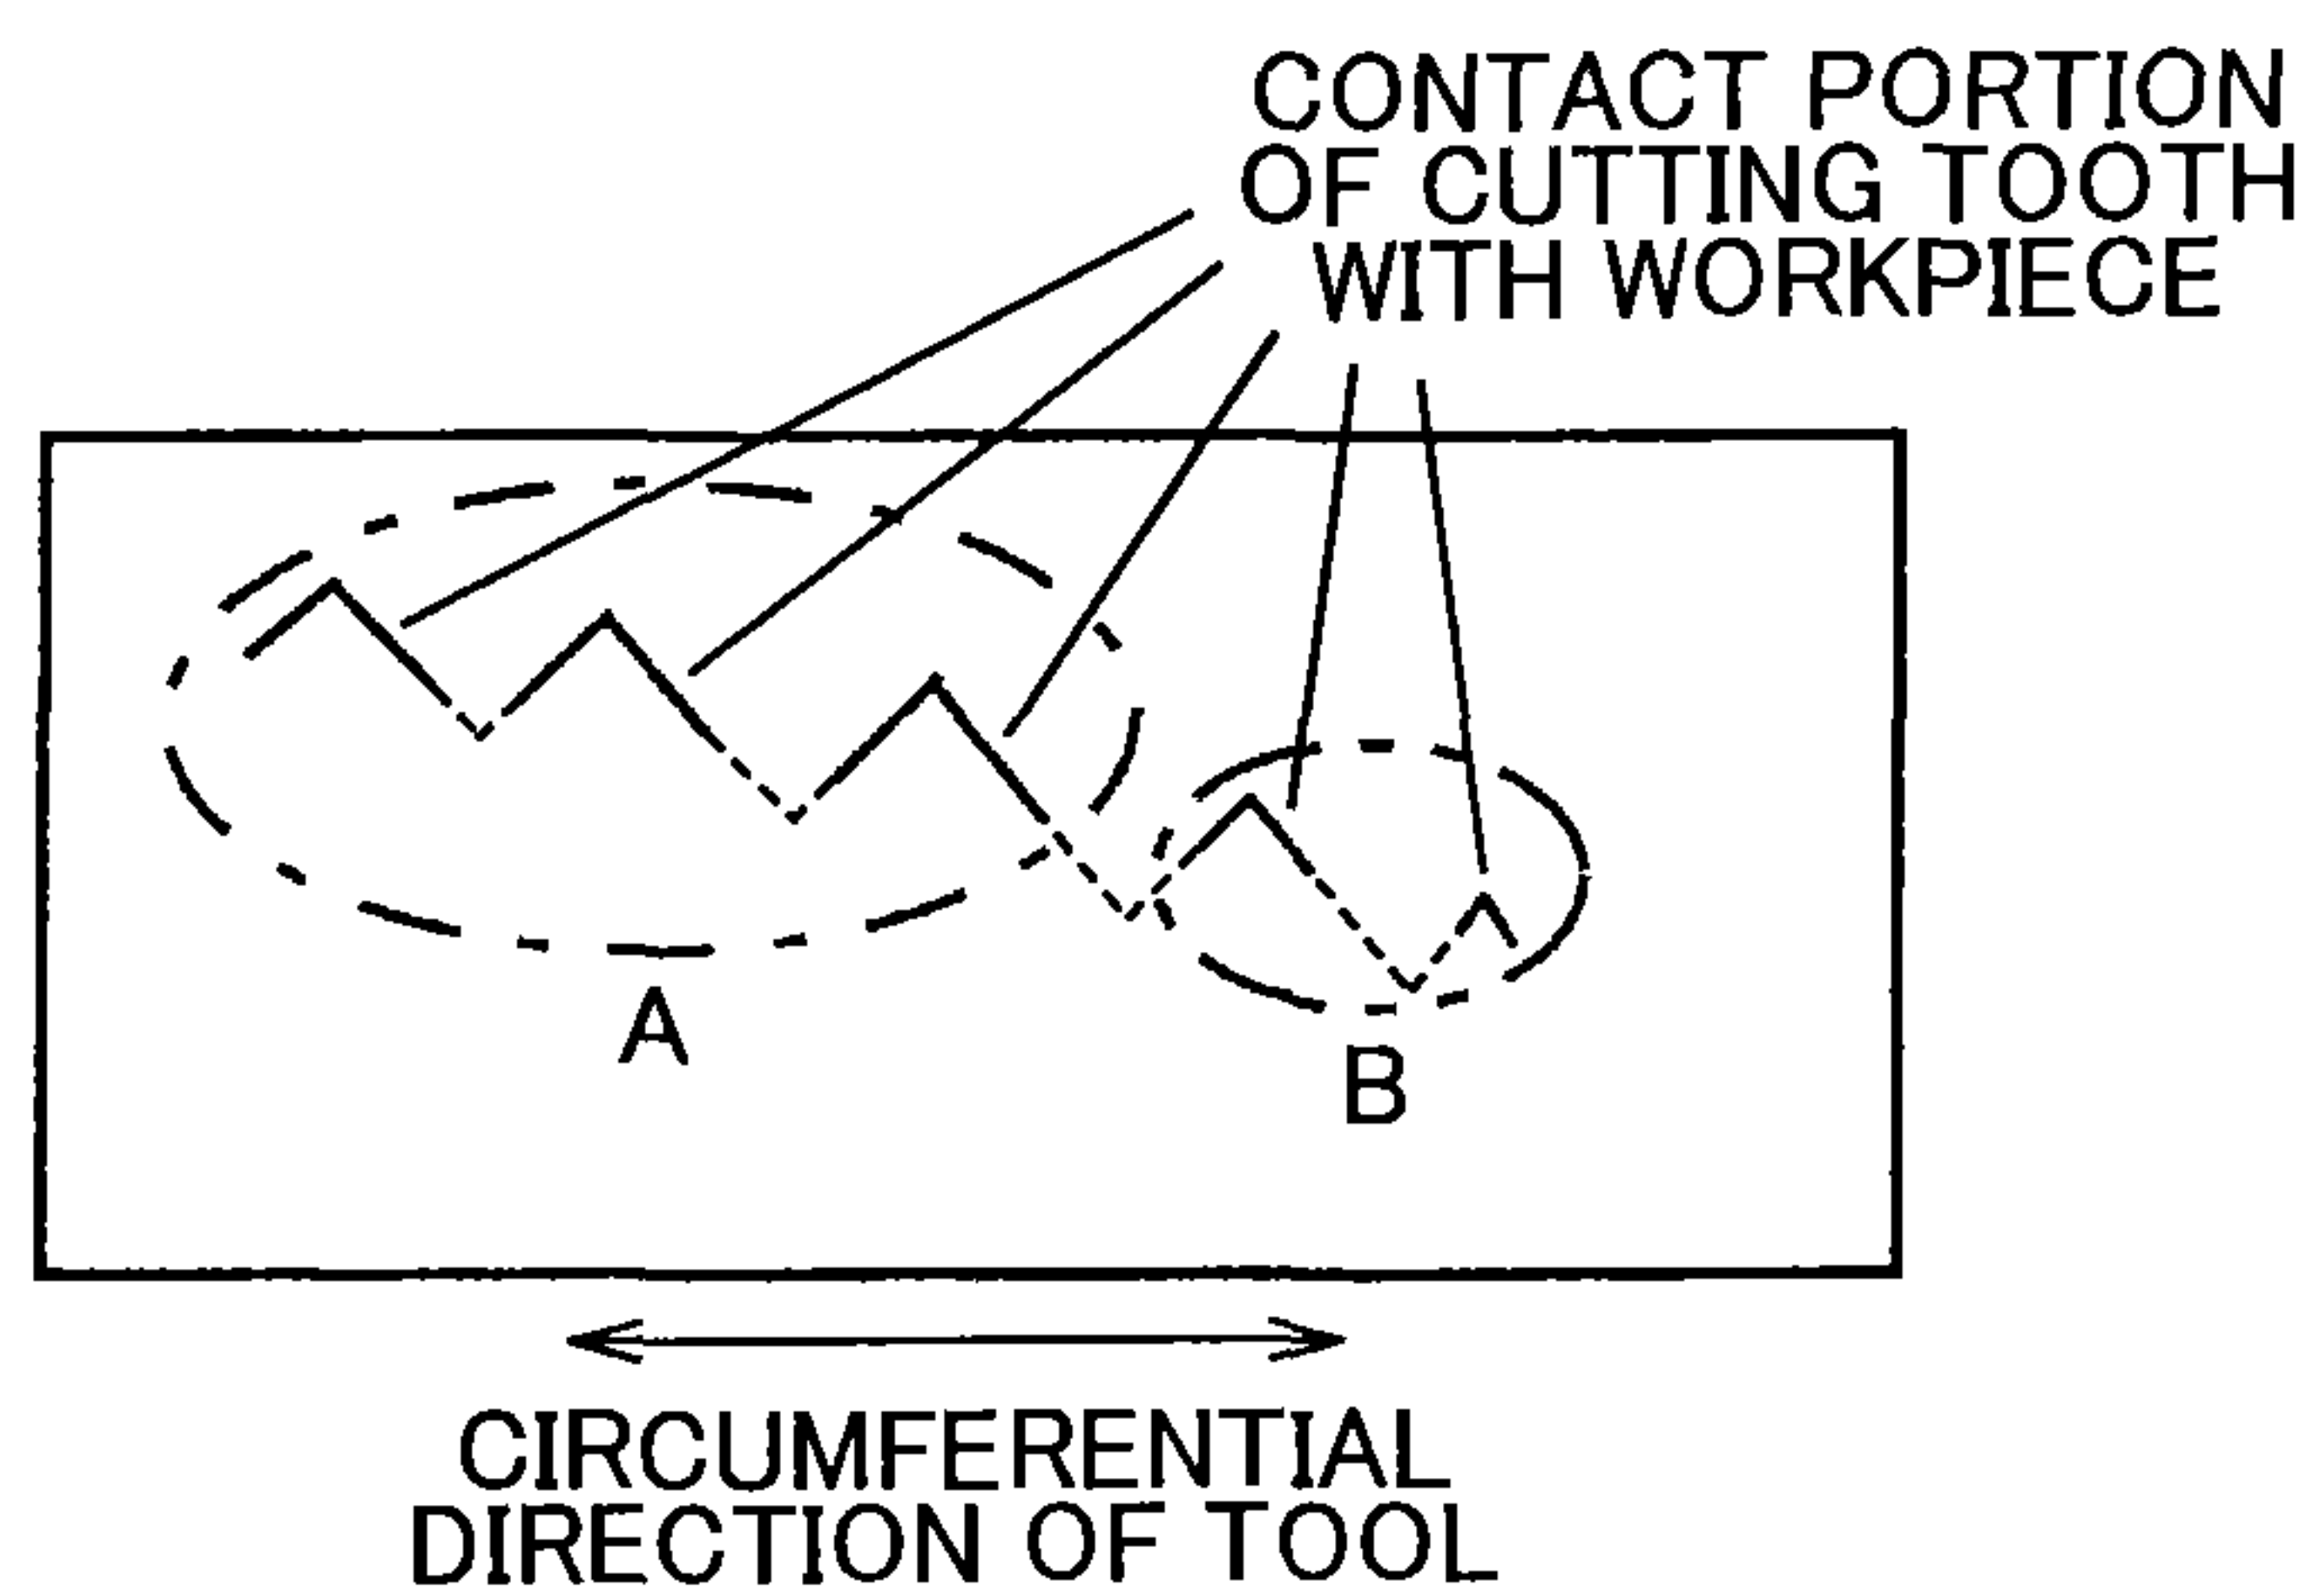 CONTACT PORTION
OF CUTTING TOOTH
WITH WORKPIECE
A
B
CIRCUMFERENTIAL
DIRECTION OF TOOL